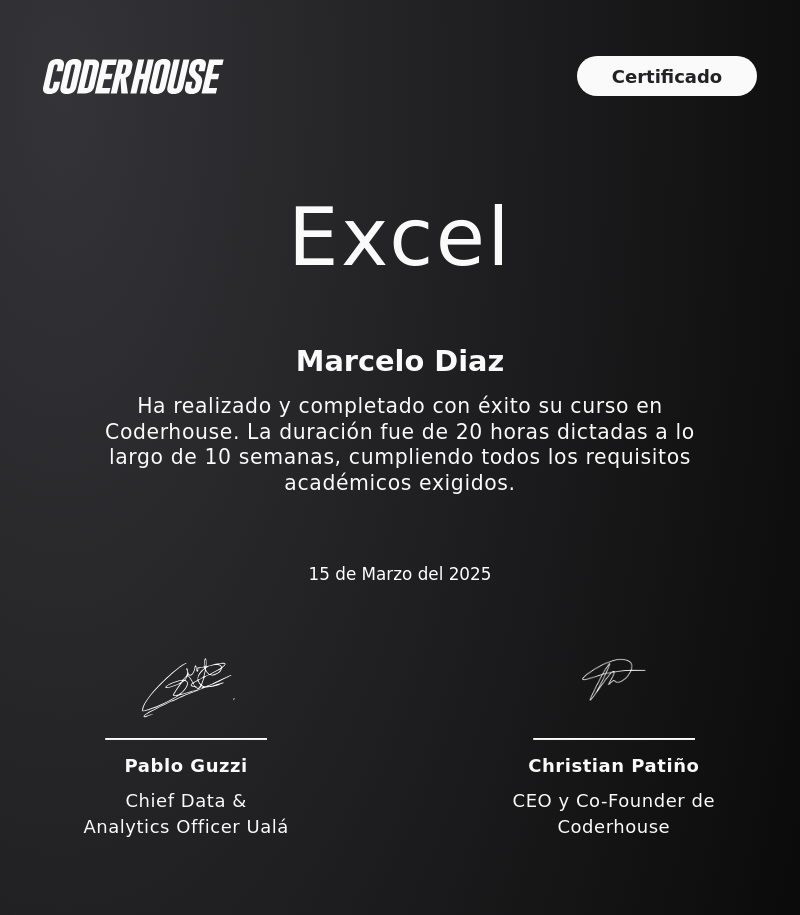 CODERHOUSE
Certificado
Excel
Marcelo Diaz
Ha realizado y completado con éxito su curso en
Coderhouse. La duración fue de 20 horas dictadas a lo
largo de 10 semanas, cumpliendo todos los requisitos
académicos exigidos.
15 de Marzo del 2025
Pablo Guzzi
Chief Data &
Analytics Officer Ualá
Christian Patiño
CEO y Co-Founder de
Coderhouse